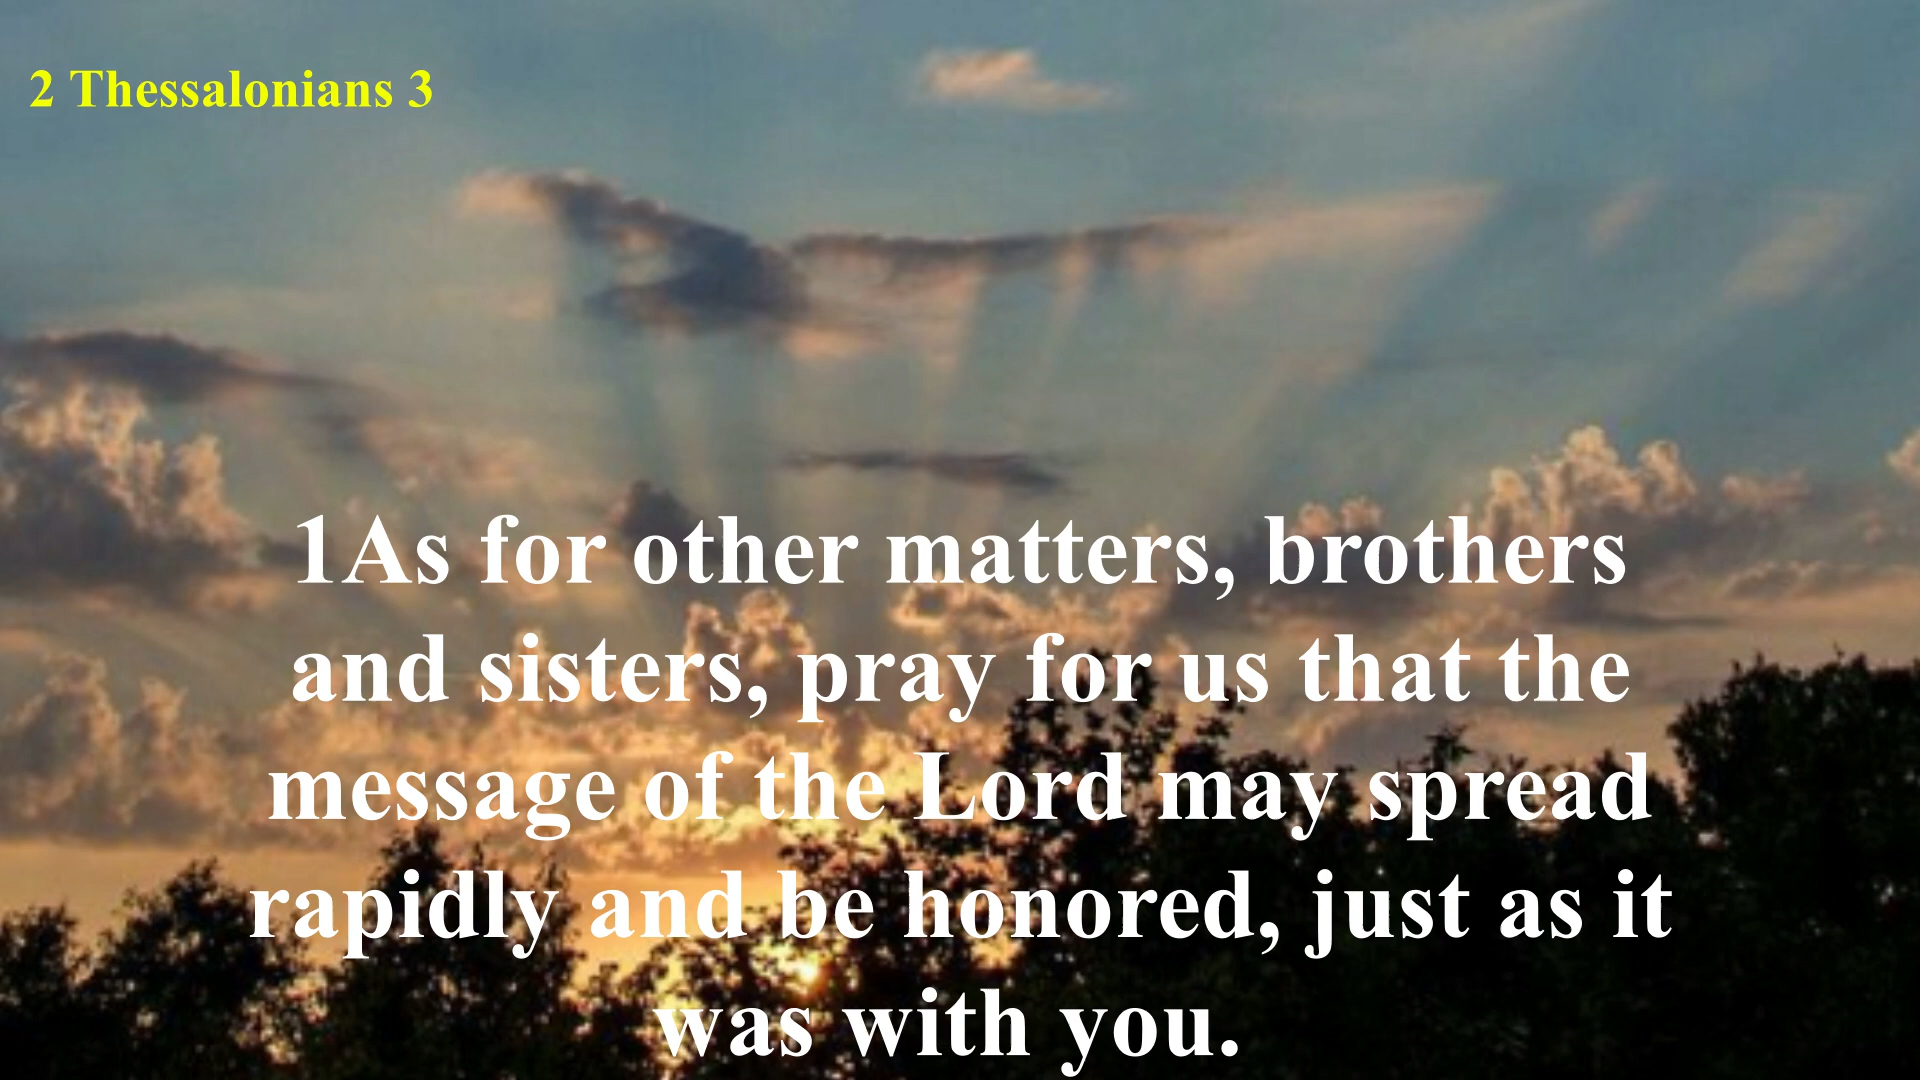 2 Thessalonians 3
1As for other matters, brothers
and sisters, pray for us that the
message of the Lord may spread
rapidly and be honored, just as it
was with you.